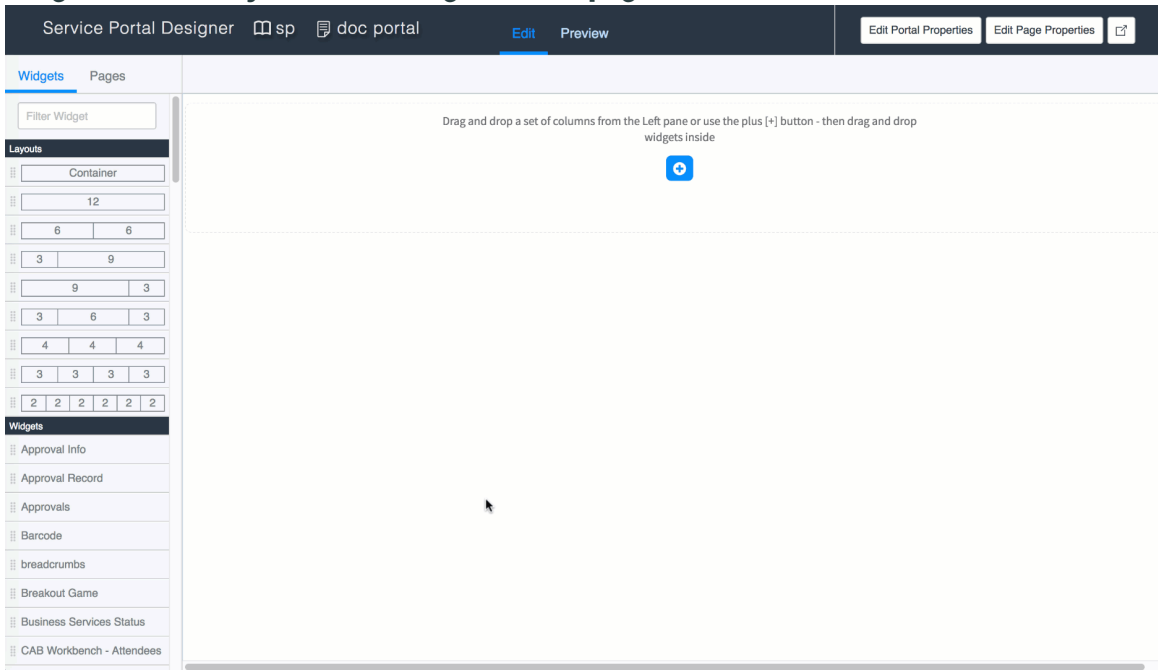 Service Portal Designer sp doc portal Edit Preview Edit Portal Properties Edit Page Properties
Widgets Pages
Filter Widget
Drag and drop a set of columns from the Left pane or use the plus [+] button - then drag and drop
widgets inside
Layouts
Container
12
6 6
3 9
9 3
3 6 3
4 4 4
3 3 3 3
2 2 2 2 2 2
Widgets
Approval Info
Approval Record
Approvals
Barcode
breadcrumbs
Breakout Game
Business Services Status
CAB Workbench - Attendees